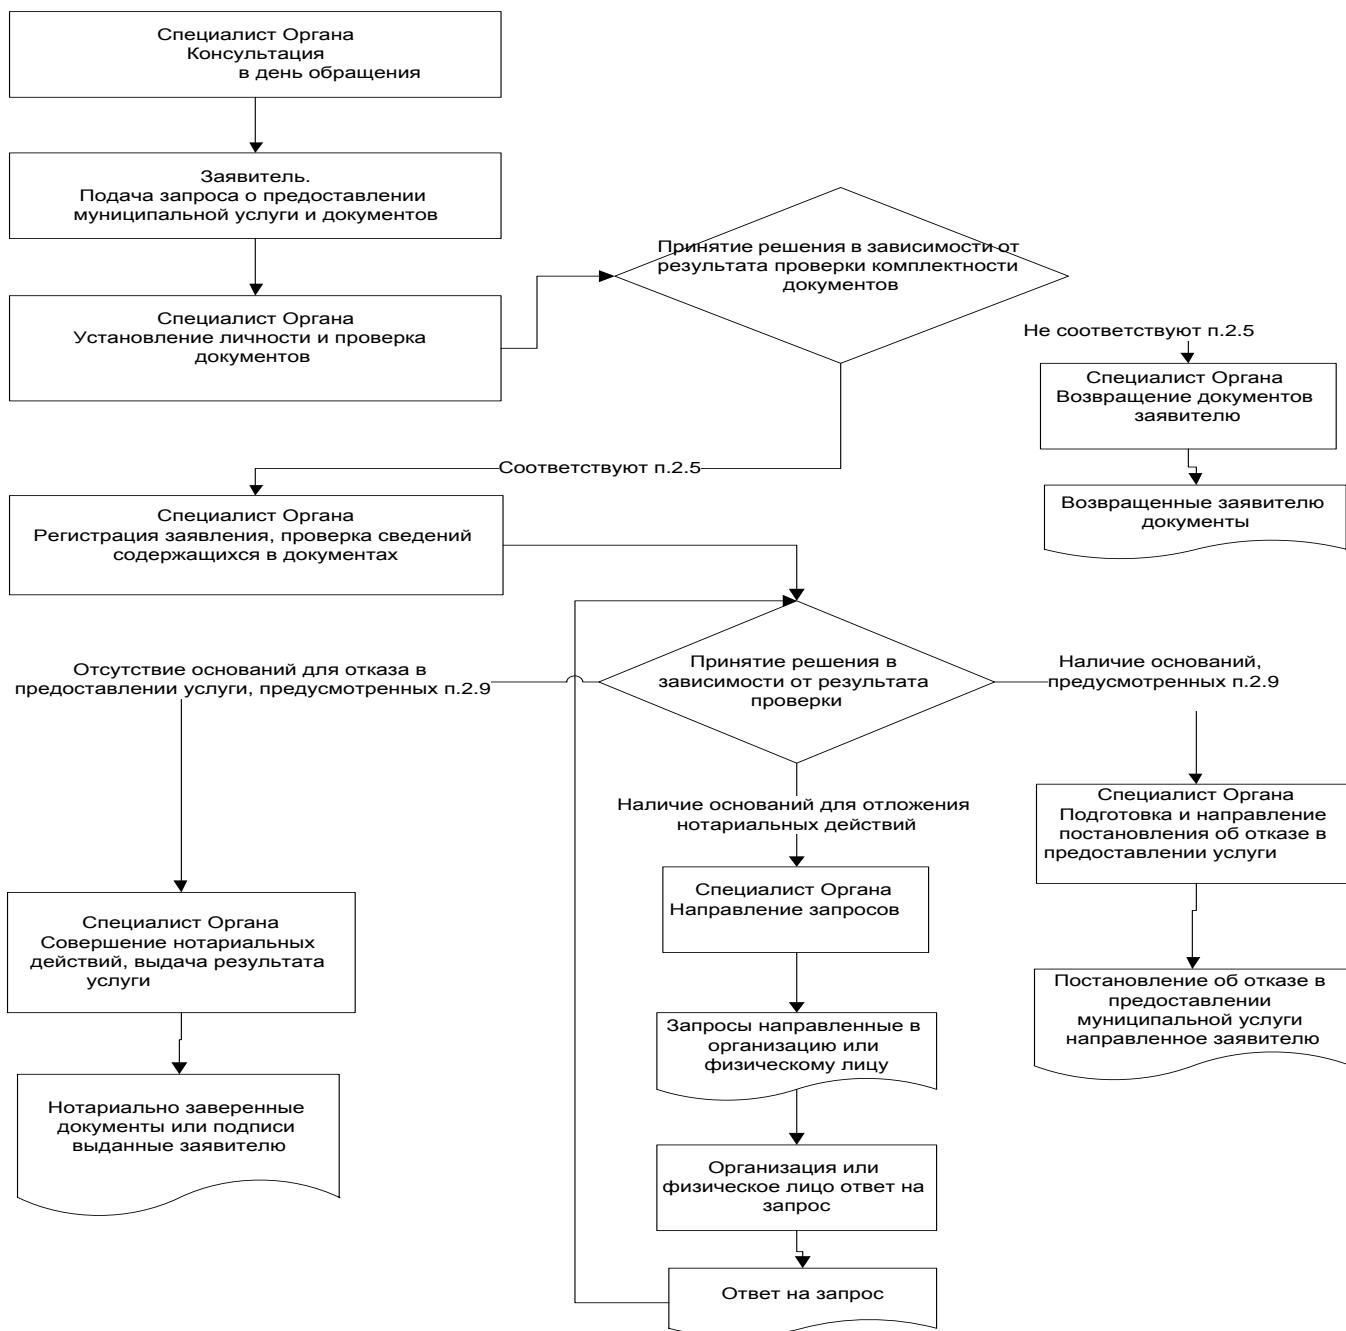 Специалист Органа
Консультация
в день обращения
Заявитель.
Подача запроса о предоставлении
муниципальной услуги и документов
Специалист Органа
Установление личности и проверка
документов
Принятие решения в зависимости от
результата проверки комплектности
документов
Не соответствуют п.2.5
Специалист Органа
Возвращение документов
заявителю
Возвращенные заявителю
документы
Соответствуют п.2.5
Специалист Органа
Регистрация заявления, проверка сведений
содержащихся в документах
Принятие решения в
зависимости от результата
проверки
Отсутствие оснований для отказа в
предоставлении услуги, предусмотренных п.2.9
Наличие оснований,
предусмотренных п.2.9
Наличие оснований для отложения
нотариальных действий
Специалист Органа
Подготовка и направление
постановления об отказе в
предоставлении услуги
Специалист Органа
Направление запросов
Специалист Органа
Совершение нотариальных
действий, выдача результата
услуги
Постановление об отказе в
предоставлении
муниципальной услуги
направленное заявителю
Запросы направленные в
организацию или
физическому лицу
Нотариально заверенные
документы или подписи
выданные заявителю
Организация или
физическое лицо ответ на
запрос
Ответ на запрос